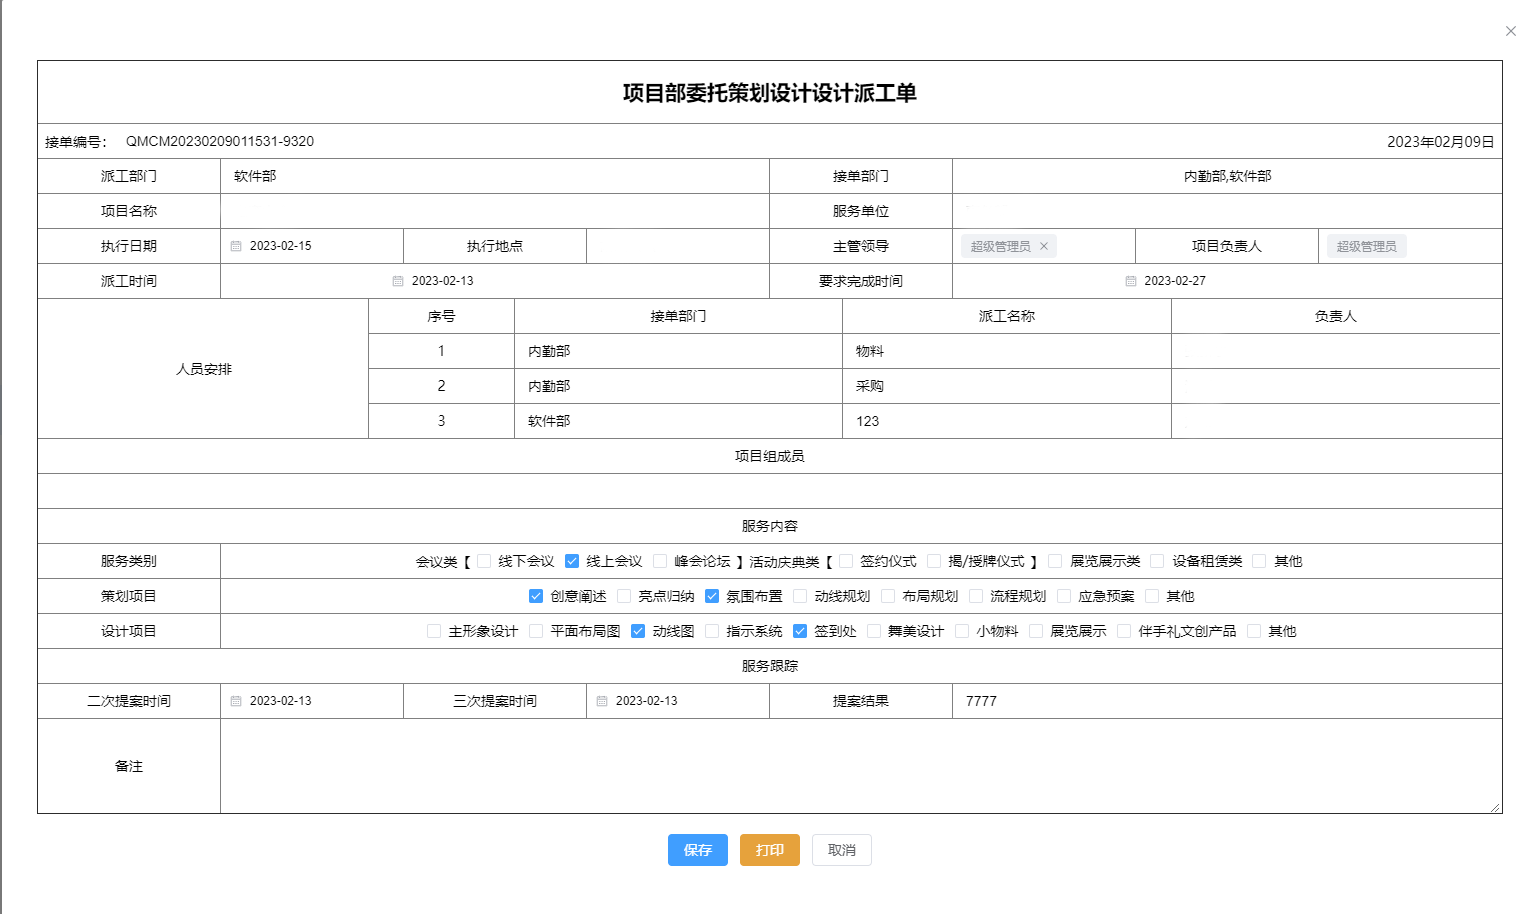 项目部委托策划设计设计派工单
接单编号： QMCM20230209011531-9320 2023年02月09日
派工部门 软件部 接单部门 内勤部,软件部
项目名称 服务单位
执行日期 2023-02-15 执行地点 主管领导 超级管理员 项目负责人 超级管理员
派工时间 2023-02-13 要求完成时间 2023-02-27
人员安排
序号 接单部门 派工名称 负责人
1 内勤部 物料
2 内勤部 采购
3 软件部 123
项目组成员
服务内容
服务类别 会议类【 线下会议 线上会议 峰会论坛 】活动庆典类【 签约仪式 揭/授牌仪式 】 展览展示类 设备租赁类 其他
策划项目 创意阐述 亮点归纳 氛围布置 动线规划 布局规划 流程规划 应急预案 其他
设计项目 主形象设计 平面布局图 动线图 指示系统 签到处 舞美设计 小物料 展览展示 伴手礼文创产品 其他
服务跟踪
二次提案时间 2023-02-13 三次提案时间 2023-02-13 提案结果 7777
备注
保存 打印 取消